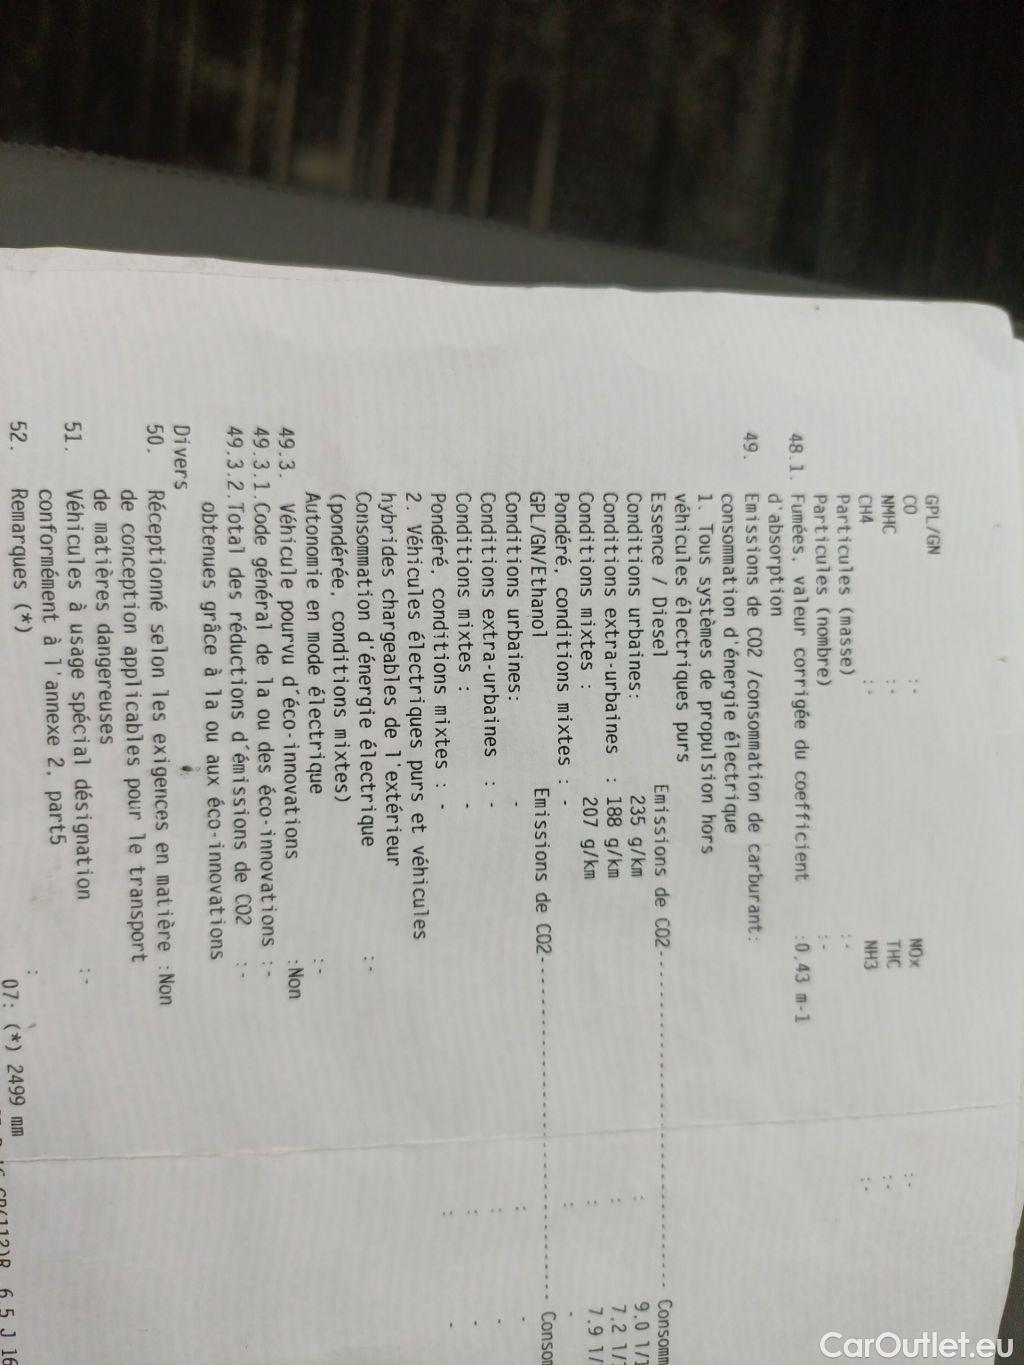 GPL/GN
CO :- NOx :-
NMHC :- THC :-
CH4 :- NH3 :-
Particules (masse) :-
Particules (nombre) :-
48.1. Fumées, valeur corrigée du coefficient :0,43 m-1
d'absorption
49. Emissions de CO2 /consommation de carburant:
consommation d'énergie électrique
1. Tous systèmes de propulsion hors
véhicules électriques purs
Essence / Diesel Emissions de CO2---------------------------------- Consomm
Conditions urbaines: 235 g/km : 9.0 l/1
Conditions extra-urbaines : 188 g/km : 7.2 l/1
Conditions mixtes : 207 g/km : 7.9 l/
Pondéré, conditions mixtes : - : -
GPL/GN/Ethanol Emissions de CO2---------------------------------- Conson
Conditions urbaines: - : -
Conditions extra-urbaines : - : -
Conditions mixtes : -
Pondéré, conditions mixtes : - : -
2. Véhicules électriques purs et véhicules
hybrides chargeables de l'extérieur
Consommation d'énergie électrique :-
(pondérée, conditions mixtes)
Autonomie en mode électrique :-
49.3. Véhicule pourvu d'éco-innovations :Non
49.3.1.Code général de la ou des éco-innovations :-
49.3.2.Total des réductions d'émissions de CO2 :-
obtenues grâce à la ou aux éco-innovations
Divers
50. Réceptionné selon les exigences en matière :Non
de conception applicables pour le transport
de matières dangereuses
51. Véhicules à usage spécial désignation :-
conformément à l'annexe 2, part5
52. Remarques (*) : 07: (*) 2499 mm
CP(112)R 6.5 J 16
CarOutlet.eu